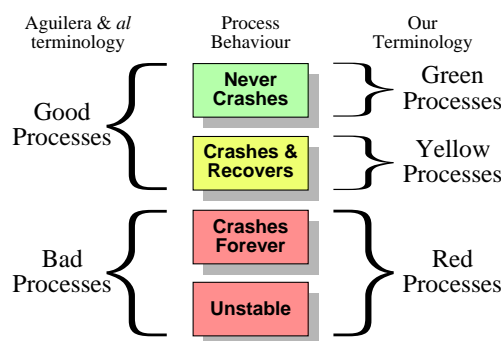 Aguilera & al
terminology
Process
Behaviour
Our
Terminology
Good
Processes
Never
Crashes
Green
Processes
Crashes &
Recovers
Yellow
Processes
Bad
Processes
Crashes
Forever
Unstable
Red
Processes